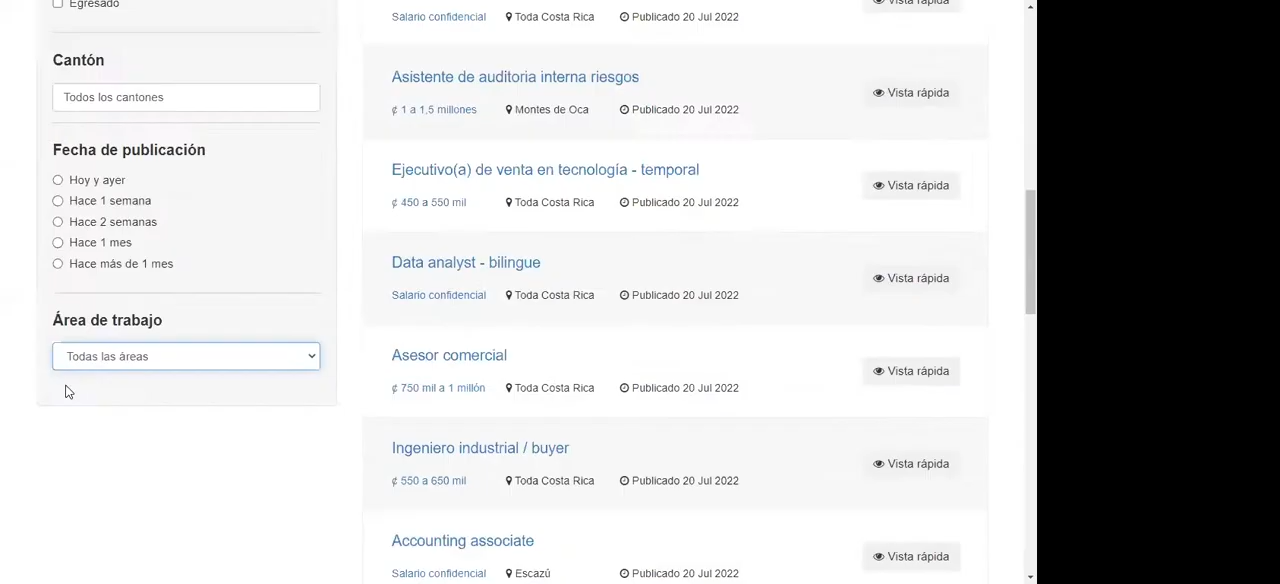 Egresado
Cantón
Todos los cantones
Fecha de publicación
Hoy y ayer
Hace 1 semana
Hace 2 semanas
Hace 1 mes
Hace más de 1 mes
Área de trabajo
Todas las áreas
Vista rápida
Salario confidencial Toda Costa Rica Publicado 20 Jul 2022
Asistente de auditoria interna riesgos
Vista rápida
¢ 1 a 1,5 millones Montes de Oca Publicado 20 Jul 2022
Ejecutivo(a) de venta en tecnología - temporal
Vista rápida
¢ 450 a 550 mil Toda Costa Rica Publicado 20 Jul 2022
Data analyst - bilingue
Vista rápida
Salario confidencial Toda Costa Rica Publicado 20 Jul 2022
Asesor comercial
Vista rápida
¢ 750 mil a 1 millón Toda Costa Rica Publicado 20 Jul 2022
Ingeniero industrial / buyer
Vista rápida
¢ 550 a 650 mil Toda Costa Rica Publicado 20 Jul 2022
Accounting associate
Vista rápida
Salario confidencial Escazú Publicado 20 Jul 2022